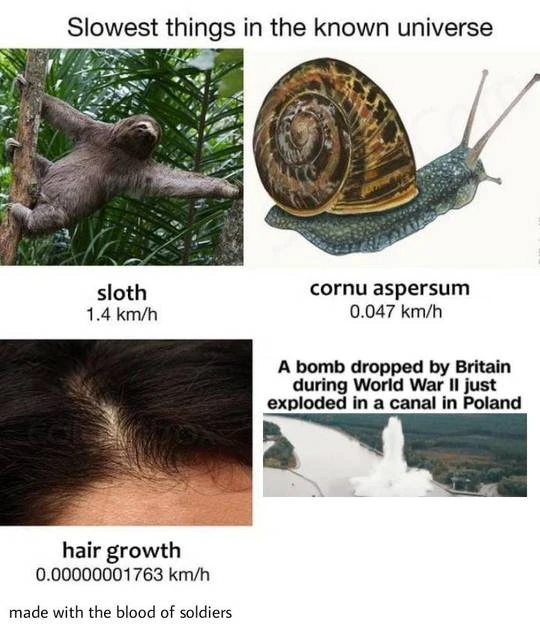 Slowest things in the known universe
sloth
1.4 km/h
cornu aspersum
0.047 km/h
A bomb dropped by Britain
during World War II just
exploded in a canal in Poland
hair growth
0.00000001763 km/h
made with the blood of soldiers